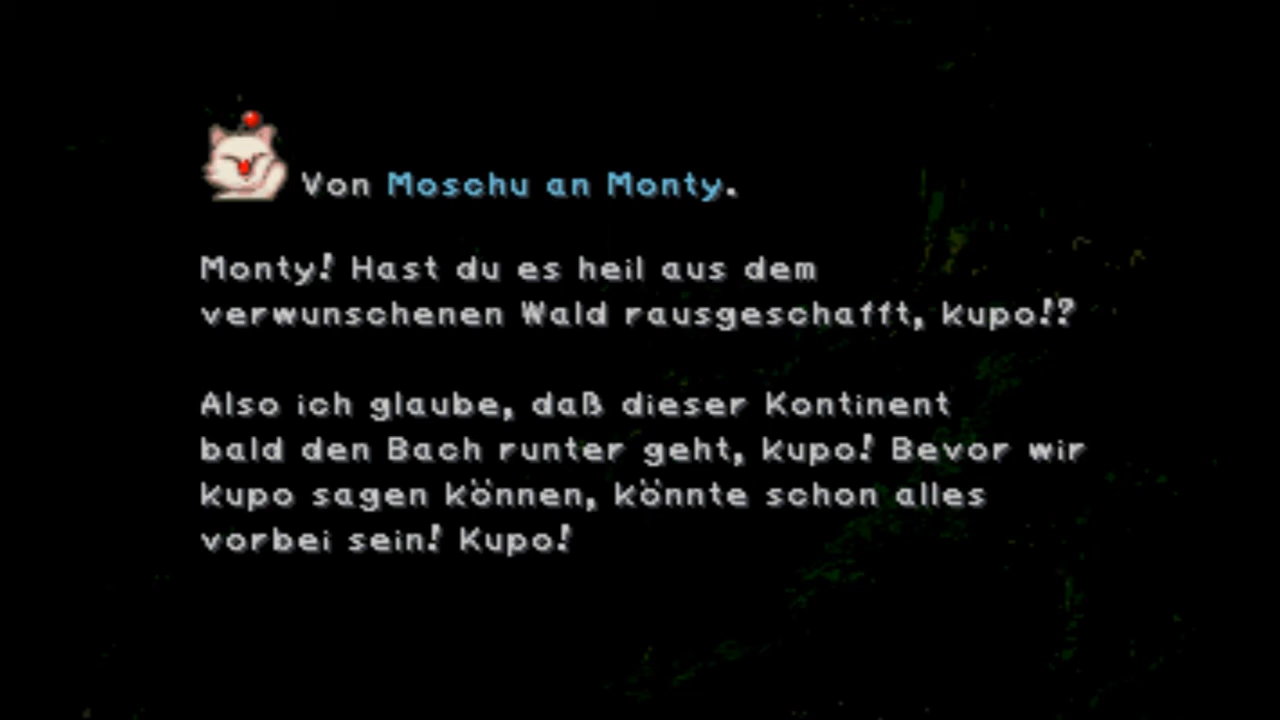 Von Moschu an Monty.
Monty! Hast du es heil aus dem
verwunschenen Wald rausgeschafft, kupo!?
Also ich glaube, daß dieser Kontinent
bald den Bach runter geht, kupo! Bevor wir
kupo sagen können, könnte schon alles
vorbei sein! Kupo!